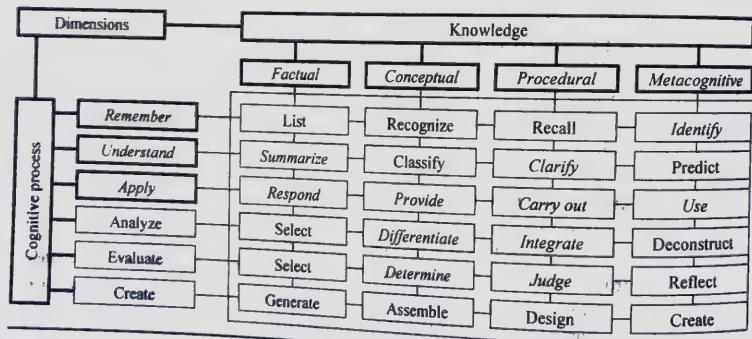 Dimensions
Knowledge
Factual Conceptual Procedural Metacognitive
Cognitive process
Remember List Recognize Recall Identify
Understand Summarize Classify Clarify Predict
Apply Respond Provide Carry out Use
Analyze Select Differentiate Integrate Deconstruct
Evaluate Select Determine Judge Reflect
Create Generate Assemble Design Create